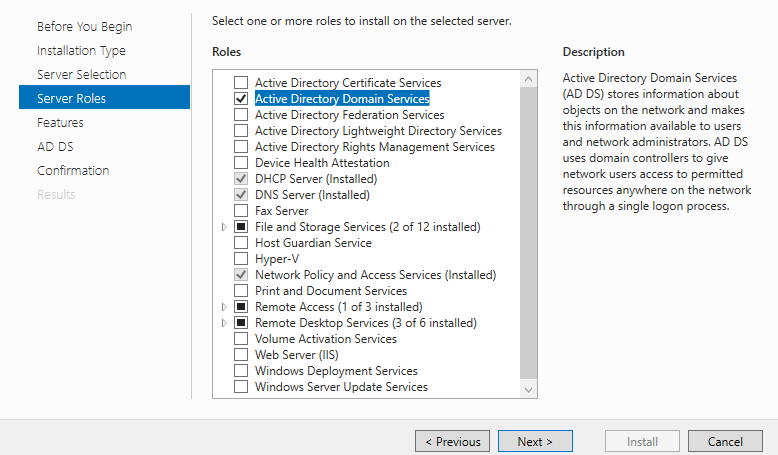 Before You Begin
Installation Type
Server Selection
Server Roles
Features
AD DS
Confirmation
Results
Select one or more roles to install on the selected server.
Roles
Active Directory Certificate Services
Active Directory Domain Services
Active Directory Federation Services
Active Directory Lightweight Directory Services
Active Directory Rights Management Services
Device Health Attestation
DHCP Server (Installed)
DNS Server (Installed)
Fax Server
File and Storage Services (2 of 12 installed)
Host Guardian Service
Hyper-V
Network Policy and Access Services (Installed)
Print and Document Services
Remote Access (1 of 3 installed)
Remote Desktop Services (3 of 6 installed)
Volume Activation Services
Web Server (IIS)
Windows Deployment Services
Windows Server Update Services
Description
Active Directory Domain Services
(AD DS) stores information about
objects on the network and makes
this information available to users
and network administrators. AD DS
uses domain controllers to give
network users access to permitted
resources anywhere on the network
through a single logon process.
< Previous
Next >
Install
Cancel